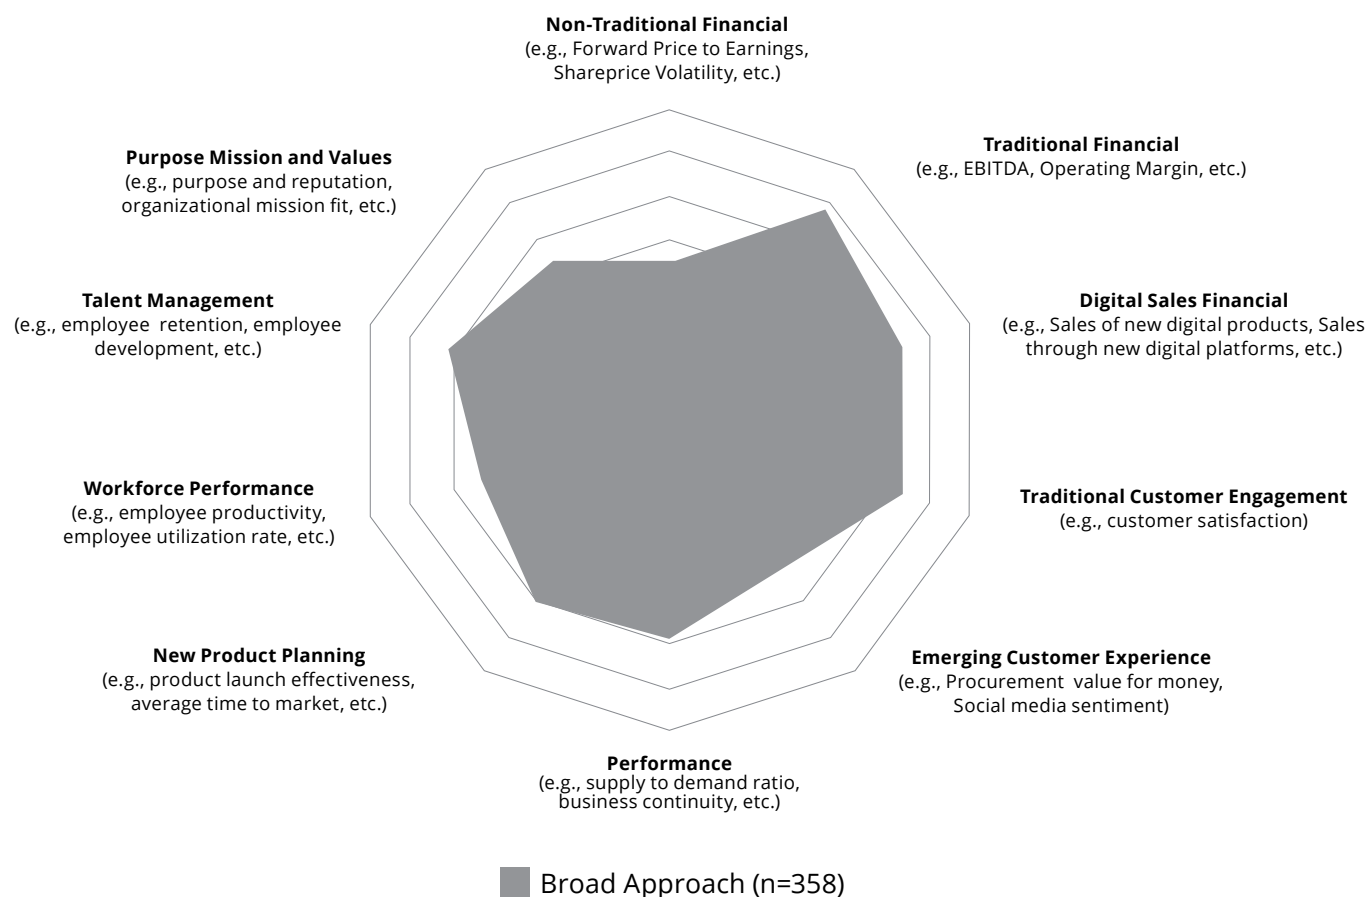 Non-Traditional Financial
(e.g., Forward Price to Earnings,
Shareprice Volatility, etc.)
Traditional Financial
(e.g., EBITDA, Operating Margin, etc.)
Digital Sales Financial
(e.g., Sales of new digital products, Sales
through new digital platforms, etc.)
Traditional Customer Engagement
(e.g., customer satisfaction)
Emerging Customer Experience
(e.g., Procurement value for money,
Social media sentiment)
Performance
(e.g., supply to demand ratio,
business continuity, etc.)
New Product Planning
(e.g., product launch effectiveness,
average time to market, etc.)
Workforce Performance
(e.g., employee productivity,
employee utilization rate, etc.)
Talent Management
(e.g., employee retention, employee
development, etc.)
Purpose Mission and Values
(e.g., purpose and reputation,
organizational mission fit, etc.)
Broad Approach (n=358)